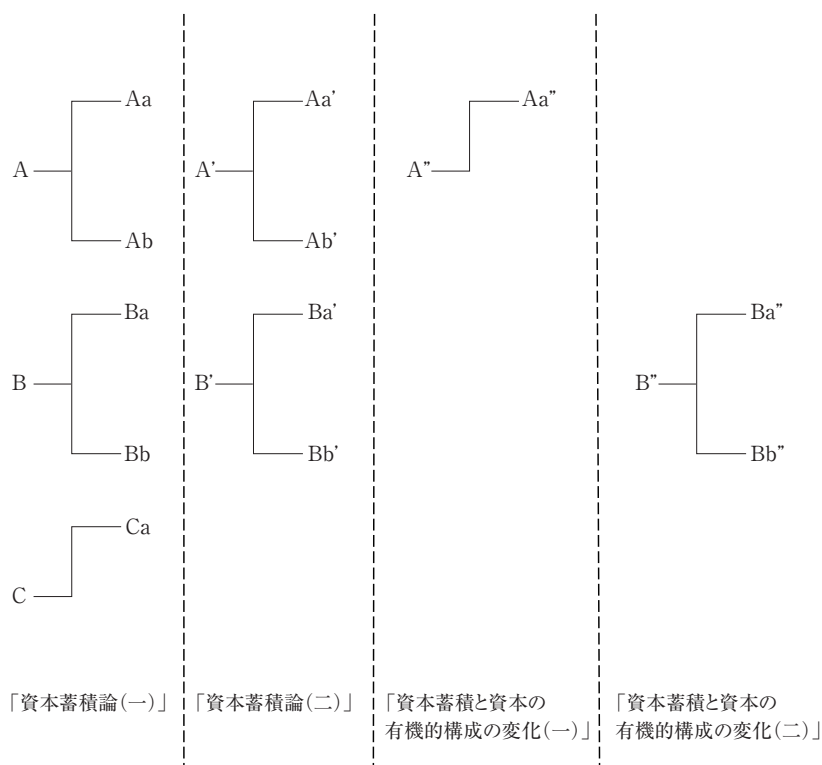 Aa
A
Ab
Ba
B
Bb
Ca
C
「資本蓄積論(一)」
Aa’
A’
Ab’
Ba’
B’
Bb’
「資本蓄積論(二)」
Aa”
A”
「資本蓄積と資本の
有機的構成の変化(一)」
Ba”
B”
Bb”
「資本蓄積と資本の
有機的構成の変化(二)」